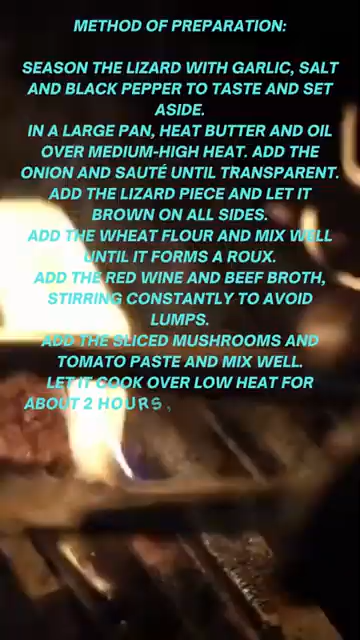 METHOD OF PREPARATION:
SEASON THE LIZARD WITH GARLIC, SALT
AND BLACK PEPPER TO TASTE AND SET
ASIDE.
IN A LARGE PAN, HEAT BUTTER AND OIL
OVER MEDIUM-HIGH HEAT. ADD THE
ONION AND SAUTÉ UNTIL TRANSPARENT.
ADD THE LIZARD PIECE AND LET IT
BROWN ON ALL SIDES.
ADD THE WHEAT FLOUR AND MIX WELL
UNTIL IT FORMS A ROUX.
ADD THE RED WINE AND BEEF BROTH,
STIRRING CONSTANTLY TO AVOID
LUMPS.
ADD THE SLICED MUSHROOMS AND
TOMATO PASTE AND MIX WELL.
LET IT COOK OVER LOW HEAT FOR
ABOUT 2 HOURS,